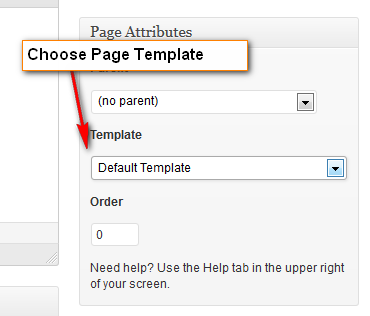 Page Attributes
Choose Page Template
(no parent)
Template
Default Template
Order
0
Need help? Use the Help tab in the upper right
of your screen.